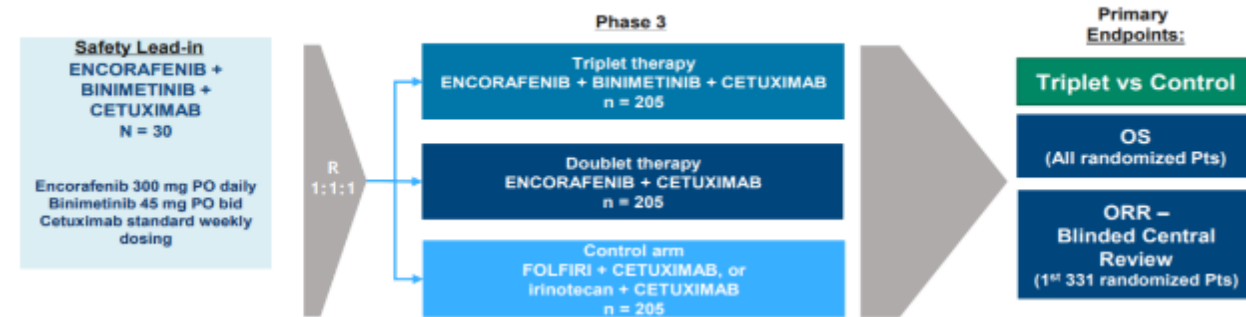 Safety Lead-in
ENCORAFENIB +
BINIMETINIB +
CETUXIMAB
N = 30
Encorafenib 300 mg PO daily
Binimetinib 45 mg PO bid
Cetuximab standard weekly
dosing
R
1:1:1
Phase 3
Triplet therapy
ENCORAFENIB + BINIMETINIB + CETUXIMAB
n = 205
Doublet therapy
ENCORAFENIB + CETUXIMAB
n = 205
Control arm
FOLFIRI + CETUXIMAB, or
irinotecan + CETUXIMAB
n = 205
Primary
Endpoints:
Triplet vs Control
OS
(All randomized Pts)
ORR –
Blinded Central
Review
(1st 331 randomized Pts)